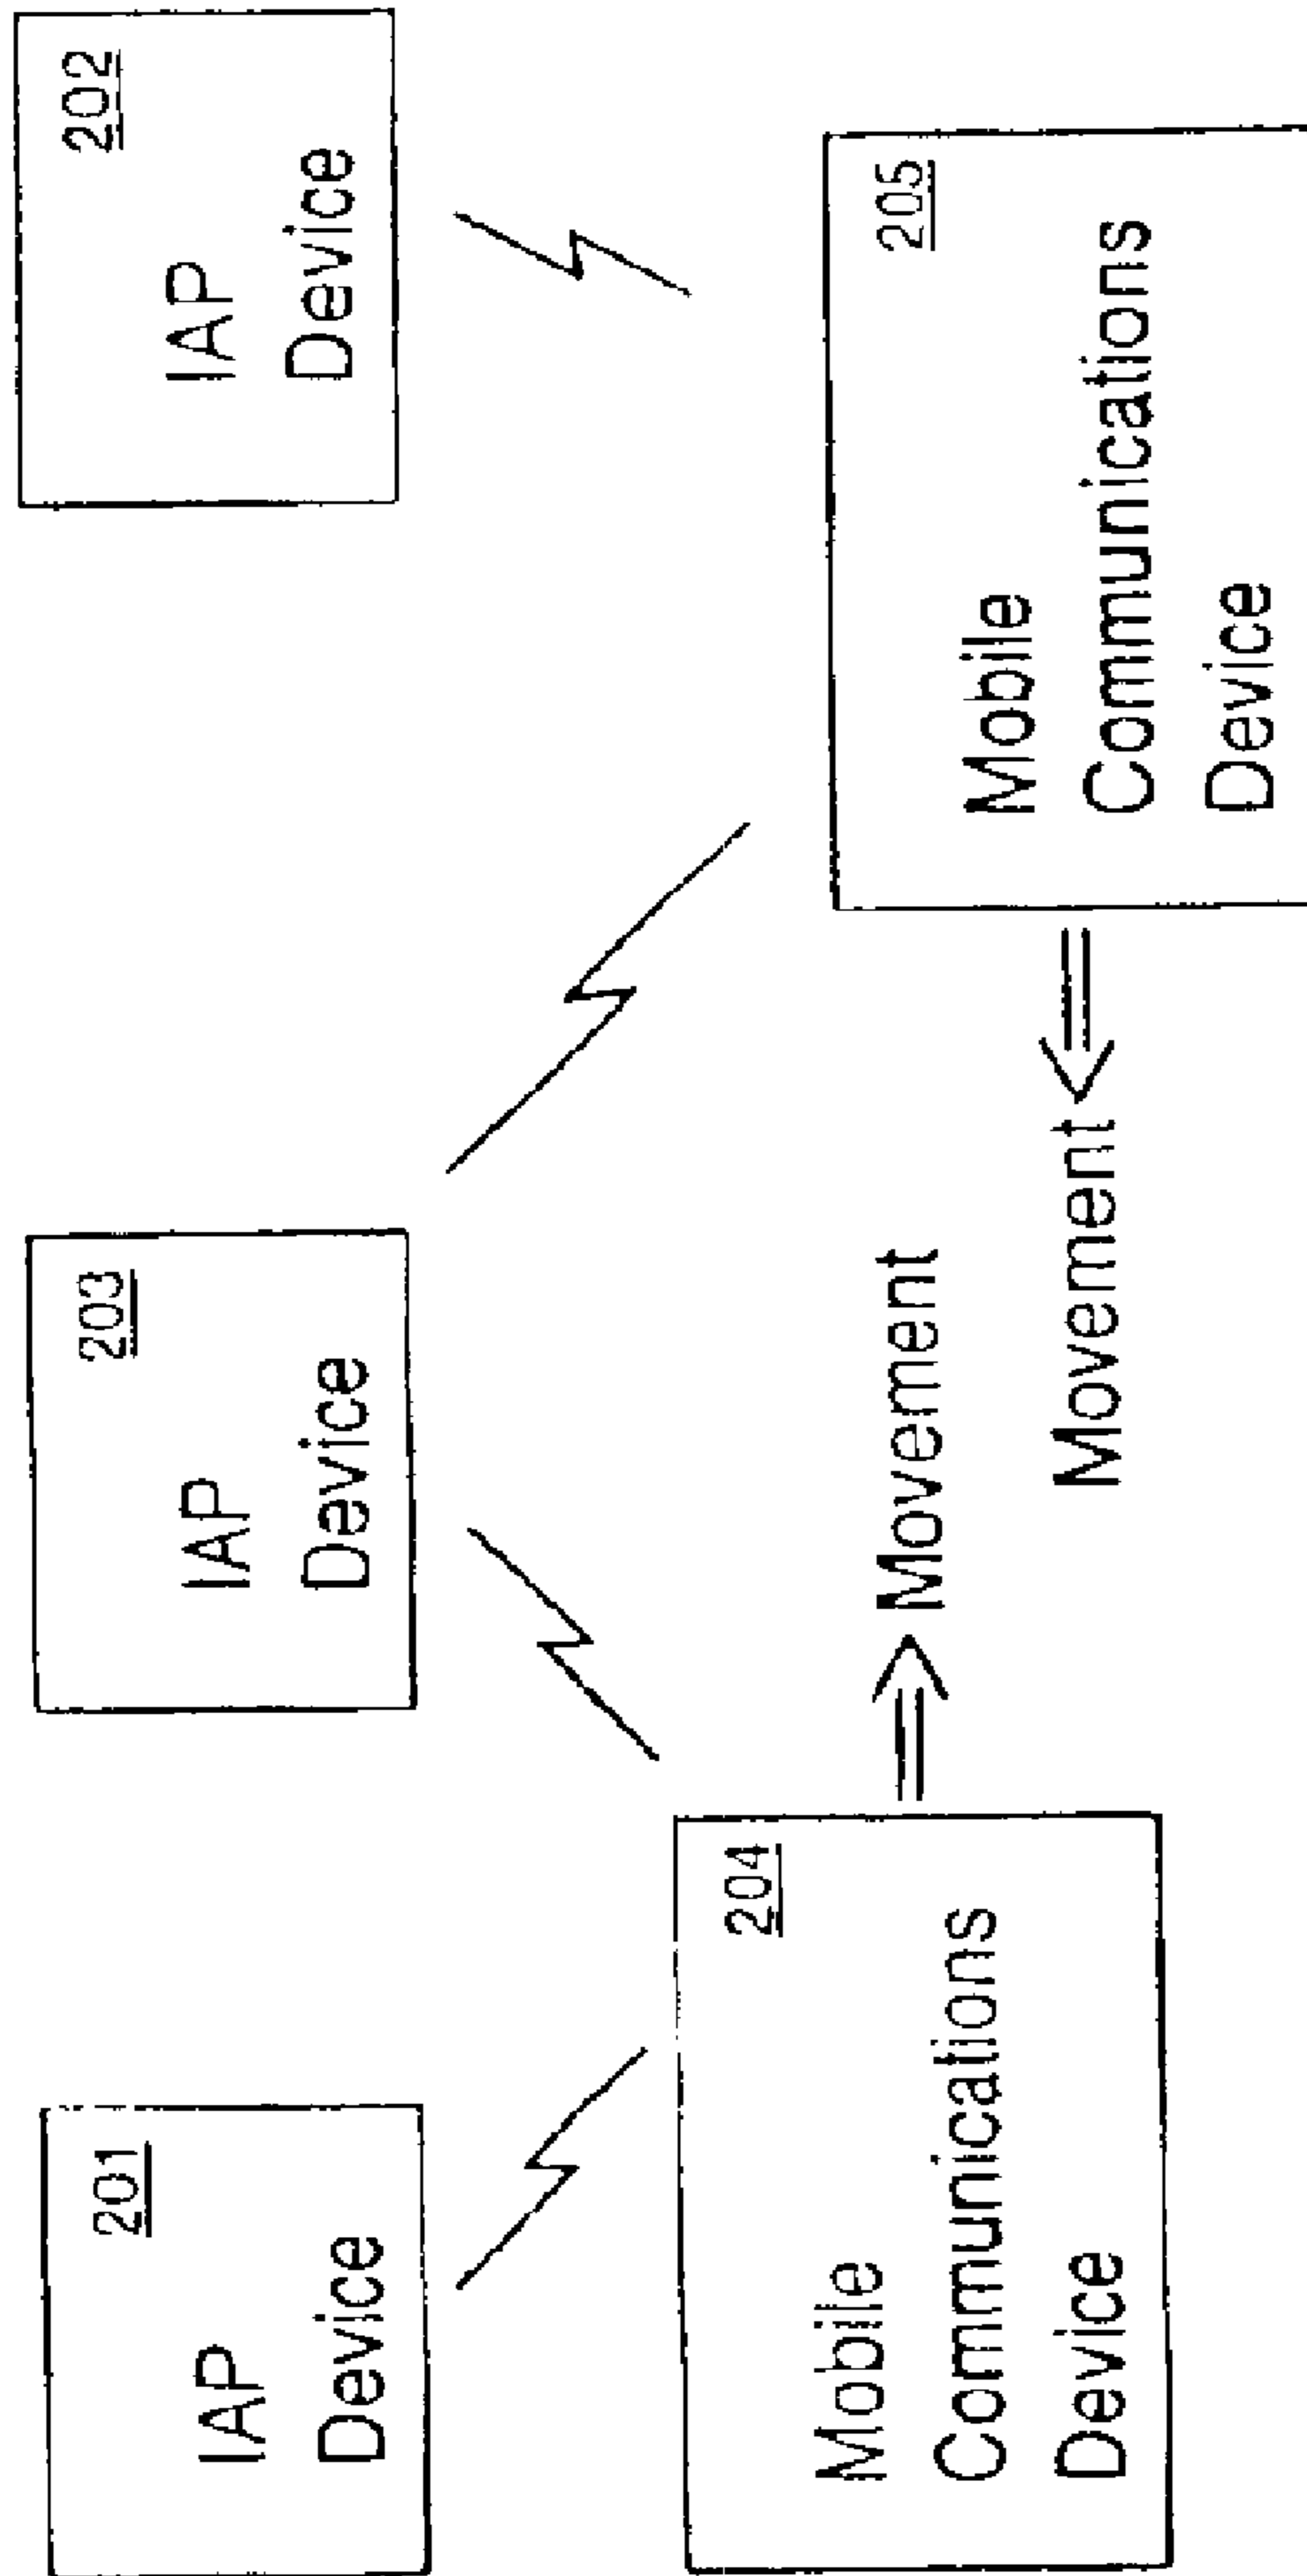 201
IAP
Device
203
IAP
Device
202
IAP
Device
204
Mobile
Communications
Device
Movement
Movement
205
Mobile
Communications
Device